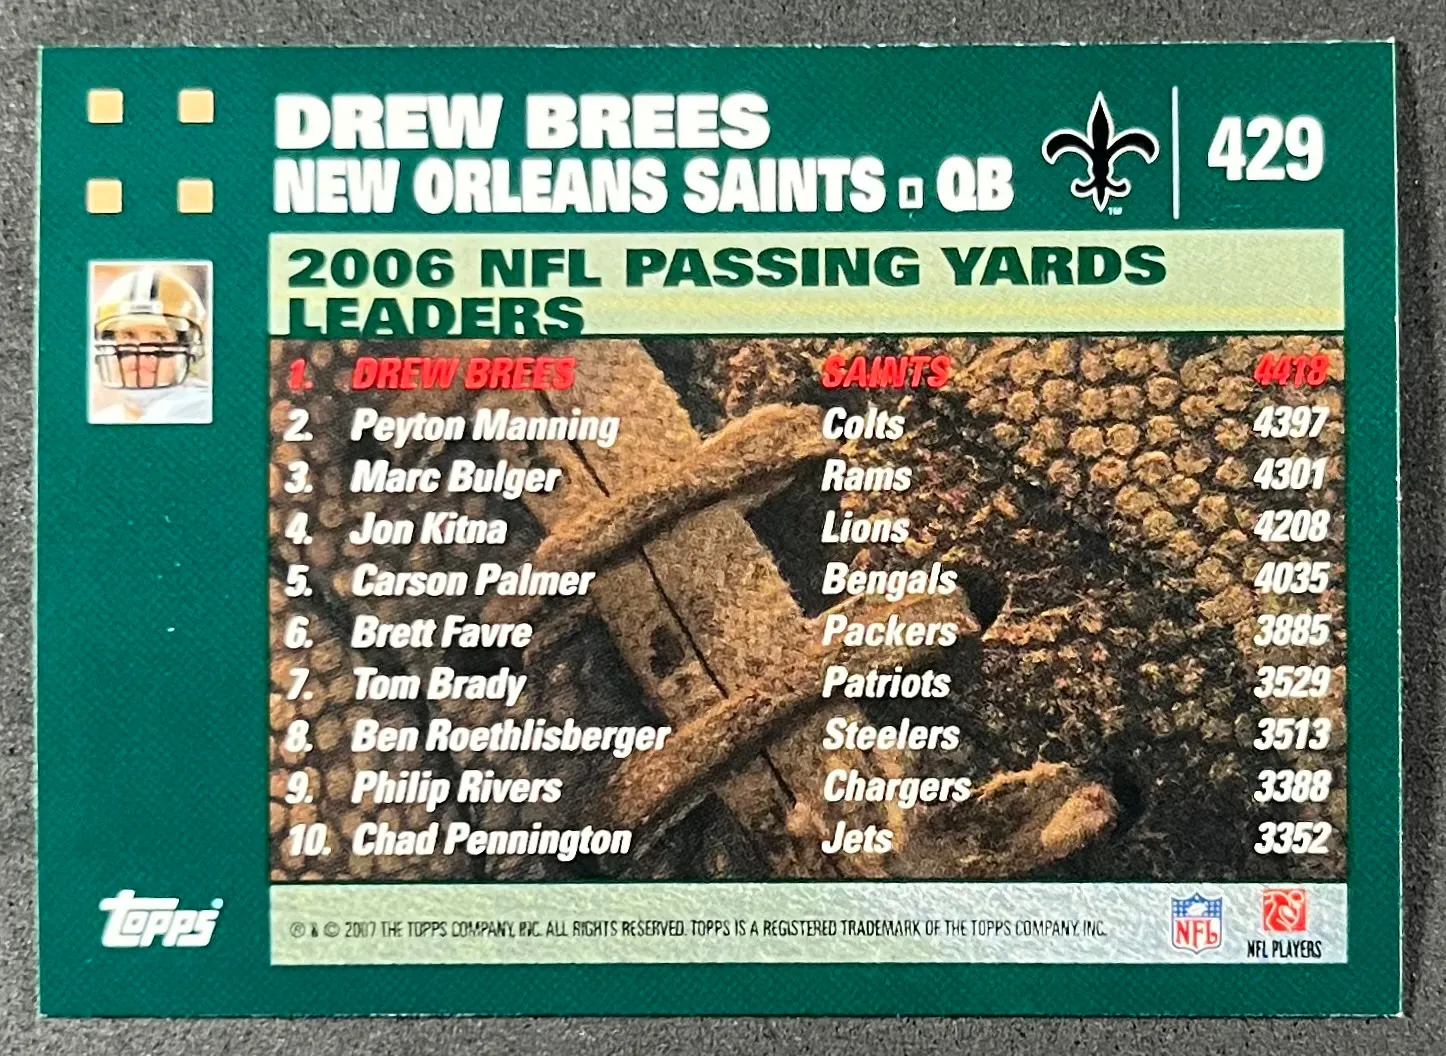 DREW BREES
NEW ORLEANS SAINTS ▫ QB
™
429
2006 NFL PASSING YARDS
LEADERS
1. DREW BREES SAINTS 4418
2. Peyton Manning Colts 4397
3. Marc Bulger Rams 4301
4. Jon Kitna Lions 4208
5. Carson Palmer Bengals 4035
6. Brett Favre Packers 3885
7. Tom Brady Patriots 3529
8. Ben Roethlisberger Steelers 3513
9. Philip Rivers Chargers 3388
10. Chad Pennington Jets 3352
topps
® & © 2007 THE TOPPS COMPANY, INC. ALL RIGHTS RESERVED. TOPPS IS A REGISTERED TRADEMARK OF THE TOPPS COMPANY, INC.
NFL
NFL PLAYERS